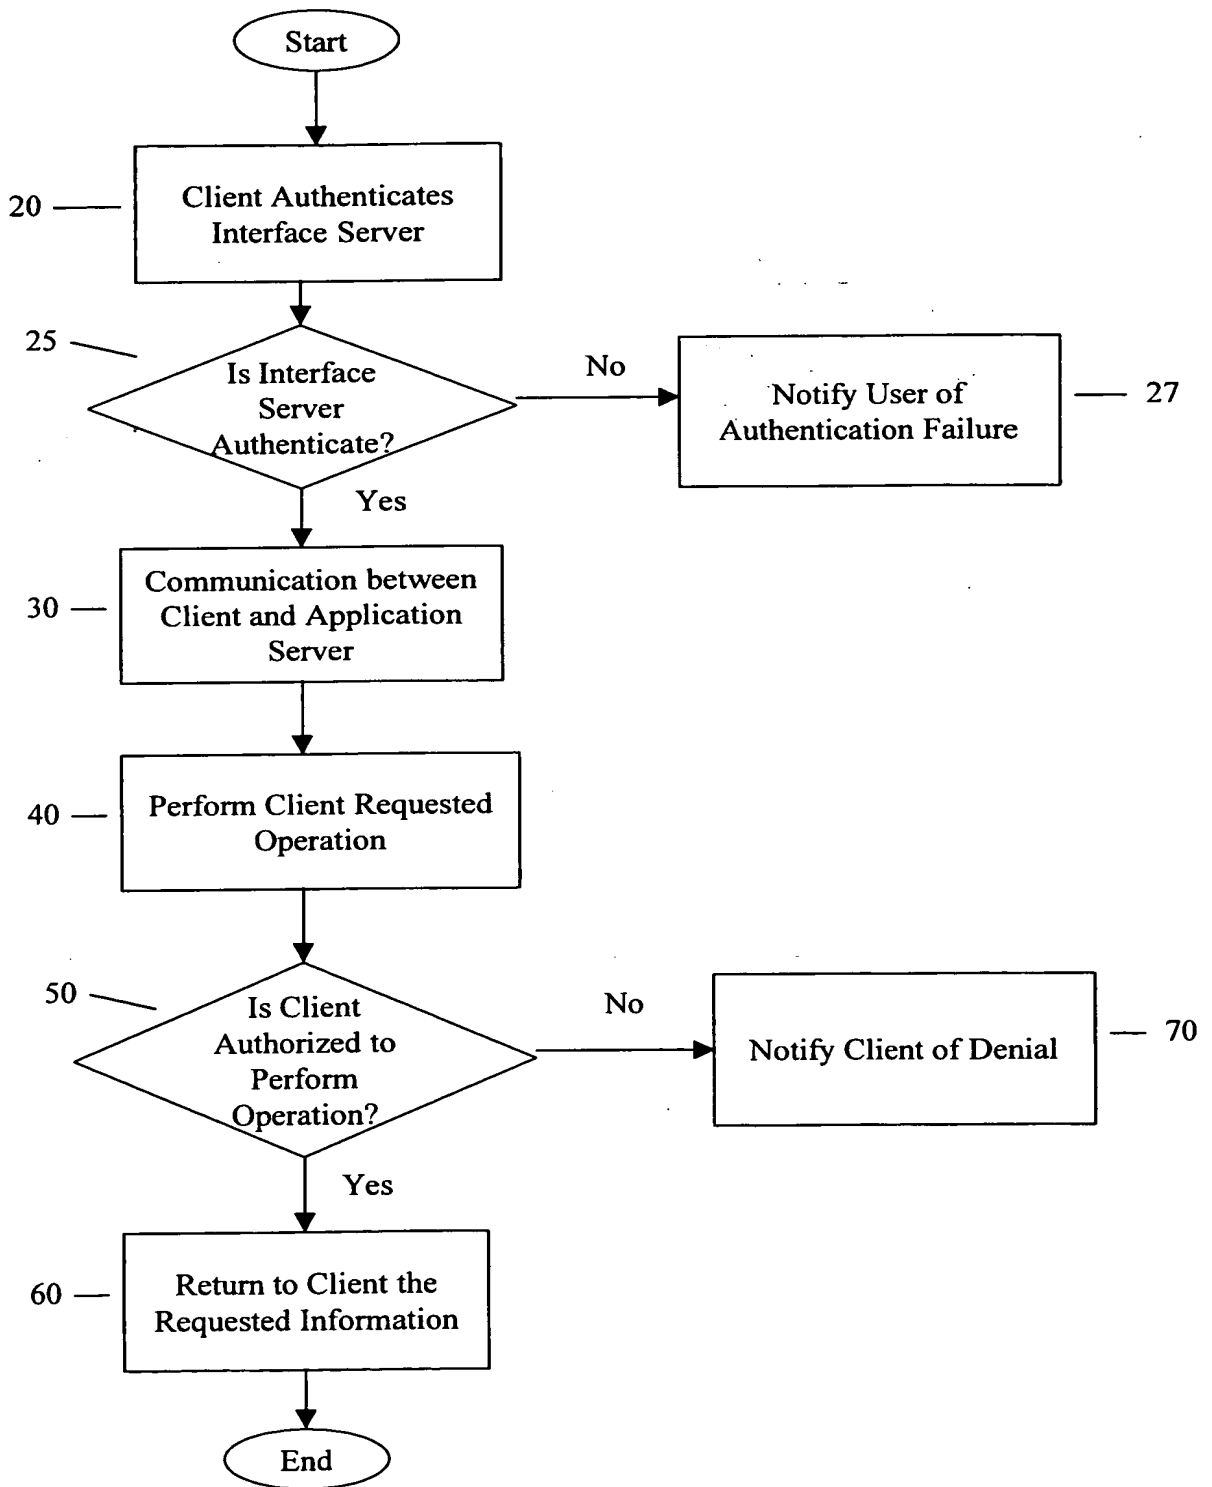 Start
20
Client Authenticates
Interface Server
25
Is Interface
Server
Authenticate?
No
Notify User of
Authentication Failure
27
Yes
30
Communication between
Client and Application
Server
40
Perform Client Requested
Operation
50
Is Client
Authorized to
Perform
Operation?
No
Notify Client of Denial
70
Yes
60
Return to Client the
Requested Information
End